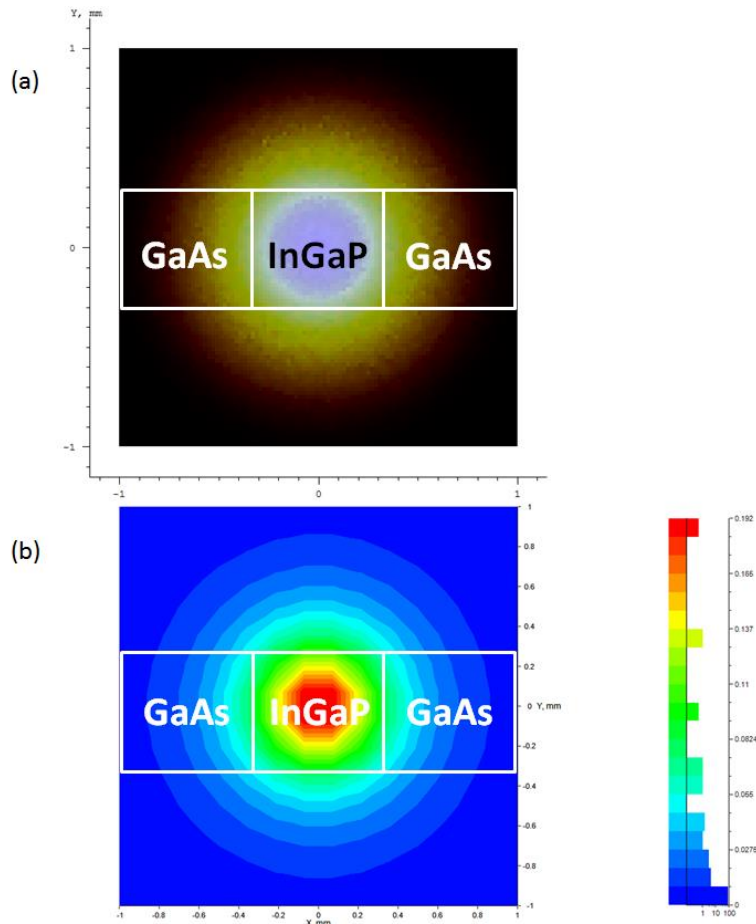 Y, mm
(a)
1
0
-1
GaAs InGaP GaAs
-1 0 1
(b)
1
0.8
0.6
0.4
0.2
0 Y, mm
-0.2
-0.4
-0.6
-0.8
-1
GaAs InGaP GaAs
-1 -0.8 -0.6 -0.4 -0.2 0 0.2 0.4 0.6 0.8 1
X, mm
0.192
0.165
0.137
0.11
0.0824
0.055
0.0275
0
1 10 100